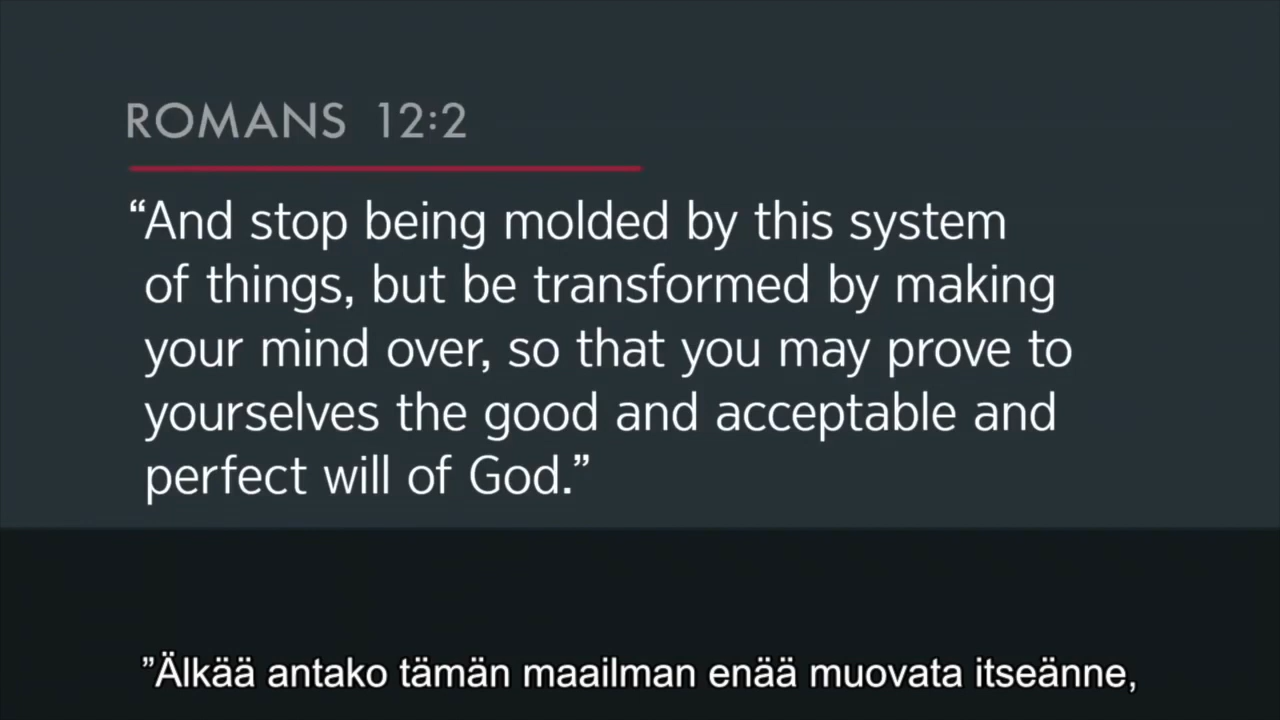 ROMANS 12:2
“And stop being molded by this system
of things, but be transformed by making
your mind over, so that you may prove to
yourselves the good and acceptable and
perfect will of God.”
”Älkää antako tämän maailman enää muovata itseänne,